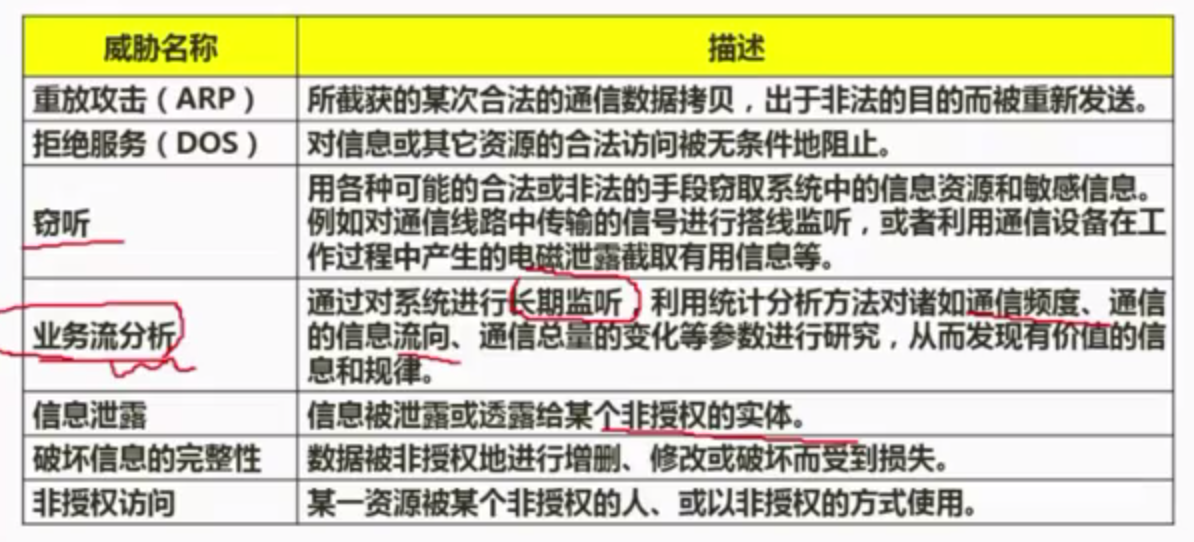 威胁名称 描述
重放攻击（ARP） 所截获的某次合法的通信数据拷贝，出于非法的目的而被重新发送。
拒绝服务（DOS） 对信息或其它资源的合法访问被无条件地阻止。
窃听
用各种可能的合法或非法的手段窃取系统中的信息资源和敏感信息。
例如对通信线路中传输的信号进行搭线监听，或者利用通信设备在工
作过程中产生的电磁泄露截取有用信息等。
业务流分析
通过对系统进行长期监听，利用统计分析方法对诸如通信频度、通信
的信息流向、通信总量的变化等参数进行研究，从而发现有价值的信
息和规律。
信息泄露 信息被泄露或透露给某个非授权的实体。
破坏信息的完整性 数据被非授权地进行增删、修改或破坏而受到损失。
非授权访问 某一资源被某个非授权的人、或以非授权的方式使用。